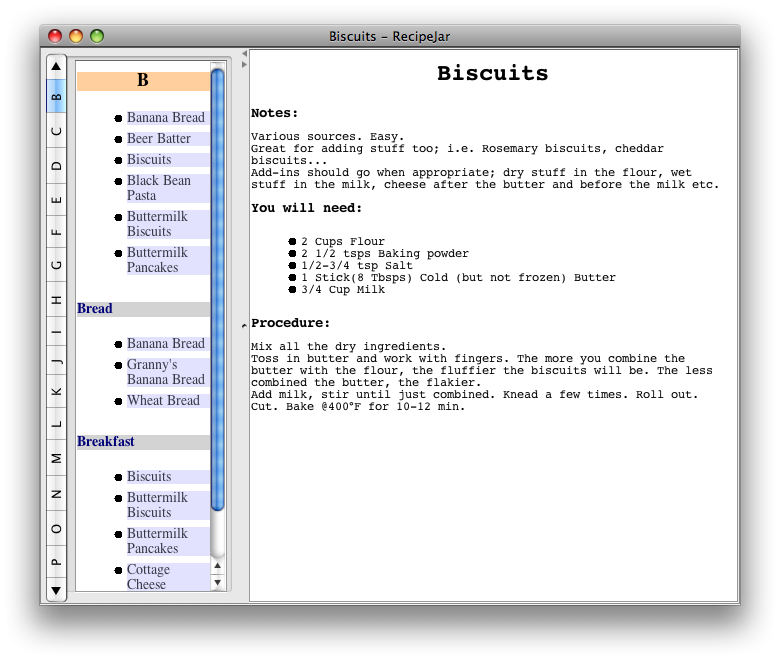 Biscuits – RecipeJar
B
C
D
E
F
G
H
I
J
K
L
M
N
O
P
B
Banana Bread
Beer Batter
Biscuits
Black Bean
Pasta
Buttermilk
Biscuits
Buttermilk
Pancakes
Bread
Banana Bread
Granny's
Banana Bread
Wheat Bread
Breakfast
Biscuits
Buttermilk
Biscuits
Buttermilk
Pancakes
Cottage
Cheese
Biscuits
Notes:
Various sources. Easy.
Great for adding stuff too; i.e. Rosemary biscuits, cheddar
biscuits...
Add-ins should go when appropriate; dry stuff in the flour, wet
stuff in the milk, cheese after the butter and before the milk etc.
You will need:
2 Cups Flour
2 1/2 tsps Baking powder
1/2-3/4 tsp Salt
1 Stick(8 Tbsps) Cold (but not frozen) Butter
3/4 Cup Milk
Procedure:
Mix all the dry ingredients.
Toss in butter and work with fingers. The more you combine the
butter with the flour, the fluffier the biscuits will be. The less
combined the butter, the flakier.
Add milk, stir until just combined. Knead a few times. Roll out.
Cut. Bake @400°F for 10-12 min.